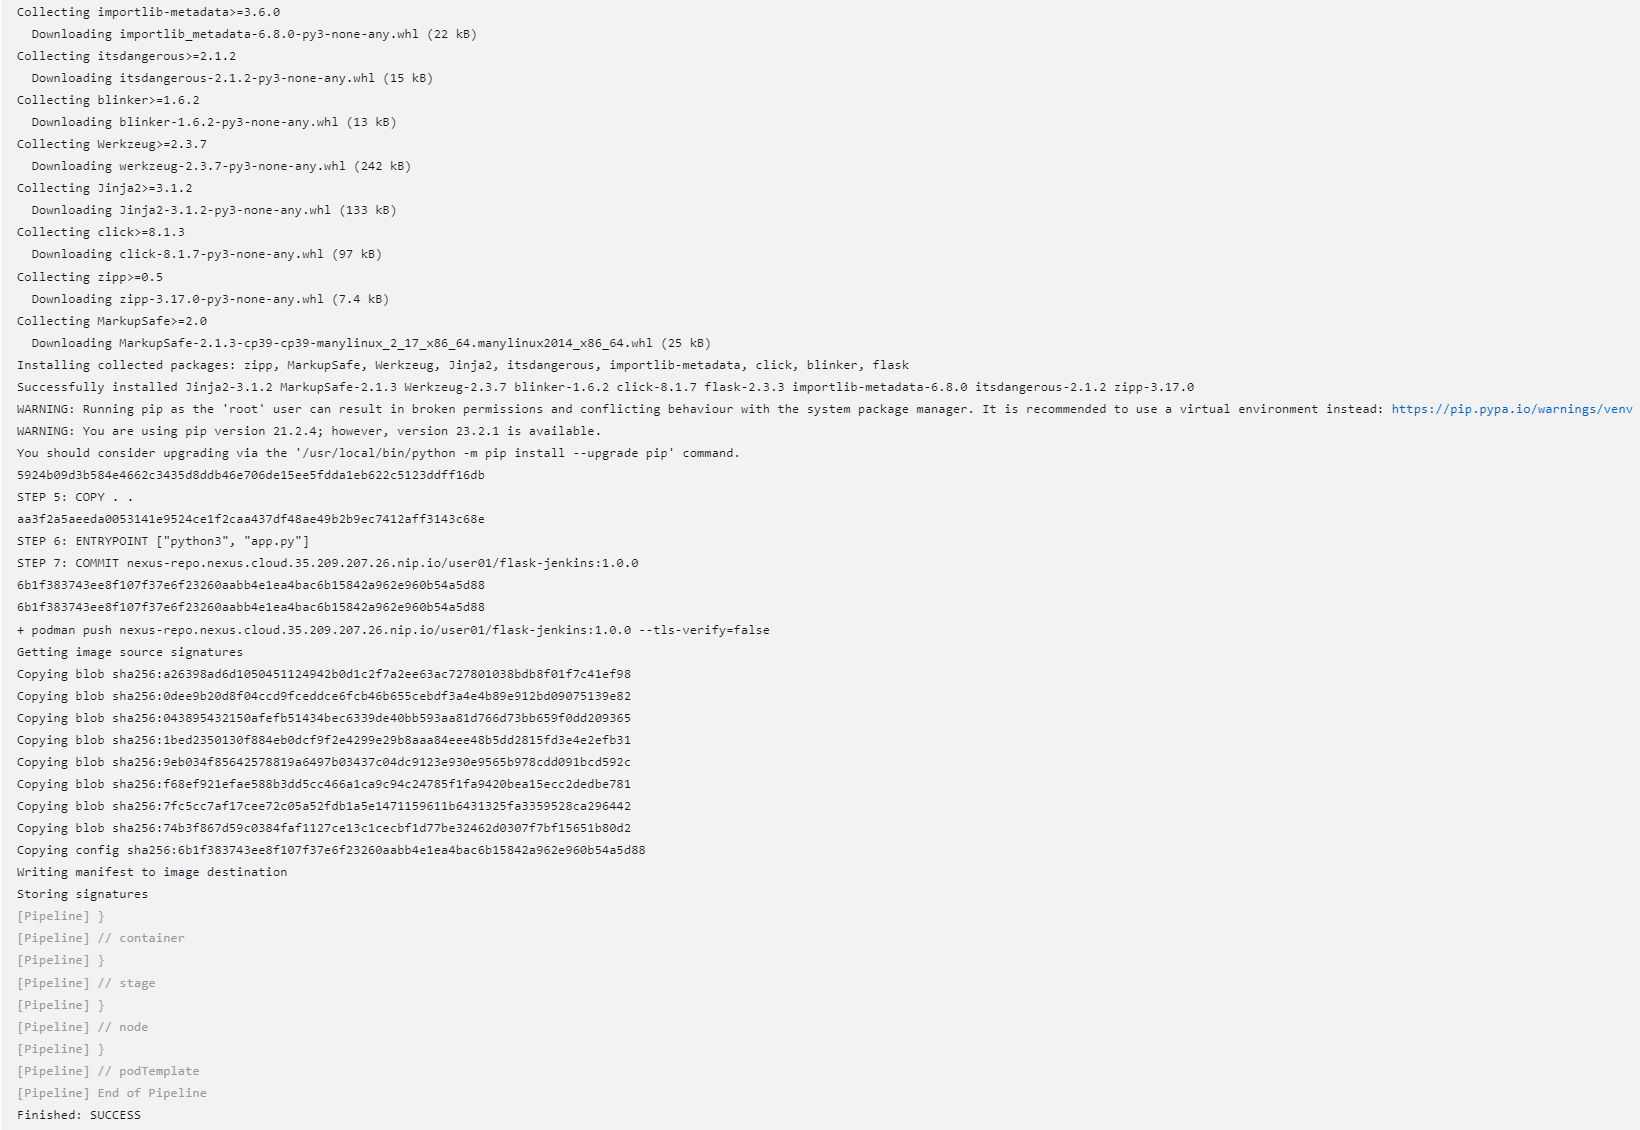 Collecting importlib-metadata>=3.6.0
  Downloading importlib_metadata-6.8.0-py3-none-any.whl (22 kB)
Collecting itsdangerous>=2.1.2
  Downloading itsdangerous-2.1.2-py3-none-any.whl (15 kB)
Collecting blinker>=1.6.2
  Downloading blinker-1.6.2-py3-none-any.whl (13 kB)
Collecting Werkzeug>=2.3.7
  Downloading werkzeug-2.3.7-py3-none-any.whl (242 kB)
Collecting Jinja2>=3.1.2
  Downloading Jinja2-3.1.2-py3-none-any.whl (133 kB)
Collecting click>=8.1.3
  Downloading click-8.1.7-py3-none-any.whl (97 kB)
Collecting zipp>=0.5
  Downloading zipp-3.17.0-py3-none-any.whl (7.4 kB)
Collecting MarkupSafe>=2.0
  Downloading MarkupSafe-2.1.3-cp39-cp39-manylinux_2_17_x86_64.manylinux2014_x86_64.whl (25 kB)
Installing collected packages: zipp, MarkupSafe, Werkzeug, Jinja2, itsdangerous, importlib-metadata, click, blinker, flask
Successfully installed Jinja2-3.1.2 MarkupSafe-2.1.3 Werkzeug-2.3.7 blinker-1.6.2 click-8.1.7 flask-2.3.3 importlib-metadata-6.8.0 itsdangerous-2.1.2 zipp-3.17.0
WARNING: Running pip as the 'root' user can result in broken permissions and conflicting behaviour with the system package manager. It is recommended to use a virtual environment instead: https://pip.pypa.io/warnings/venv
WARNING: You are using pip version 21.2.4; however, version 23.2.1 is available.
You should consider upgrading via the '/usr/local/bin/python -m pip install --upgrade pip' command.
5924b09d3b584e4662c3435d8ddb46e706de15ee5fdda1eb622c5123ddff16db
STEP 5: COPY . .
aa3f2a5aeeda0053141e9524ce1f2caa437df48ae49b2b9ec7412aff3143c68e
STEP 6: ENTRYPOINT ["python3", "app.py"]
STEP 7: COMMIT nexus-repo.nexus.cloud.35.209.207.26.nip.io/user01/flask-jenkins:1.0.0
6b1f383743ee8f107f37e6f23260aabb4e1ea4bac6b15842a962e960b54a5d88
6b1f383743ee8f107f37e6f23260aabb4e1ea4bac6b15842a962e960b54a5d88
+ podman push nexus-repo.nexus.cloud.35.209.207.26.nip.io/user01/flask-jenkins:1.0.0 --tls-verify=false
Getting image source signatures
Copying blob sha256:a26398ad6d1050451124942b0d1c2f7a2ee63ac727801038bdb8f01f7c41ef98
Copying blob sha256:0dee9b20d8f04ccd9fceddce6fcb46b655cebdf3a4e4b89e912bd09075139e82
Copying blob sha256:043895432150afefb51434bec6339de40bb593aa81d766d73bb659f0dd209365
Copying blob sha256:1bed2350130f884eb0dcf9f2e4299e29b8aaa84eee48b5dd2815fd3e4e2efb31
Copying blob sha256:9eb034f85642578819a6497b03437c04dc9123e930e9565b978cdd091bcd592c
Copying blob sha256:f68ef921efae588b3dd5cc466a1ca9c94c24785f1fa9420bea15ecc2dedbe781
Copying blob sha256:7fc5cc7af17cee72c05a52fdb1a5e1471159611b6431325fa3359528ca296442
Copying blob sha256:74b3f867d59c0384faf1127ce13c1cecbf1d77be32462d0307f7bf15651b80d2
Copying config sha256:6b1f383743ee8f107f37e6f23260aabb4e1ea4bac6b15842a962e960b54a5d88
Writing manifest to image destination
Storing signatures
[Pipeline] }
[Pipeline] // container
[Pipeline] }
[Pipeline] // stage
[Pipeline] }
[Pipeline] // node
[Pipeline] }
[Pipeline] // podTemplate
[Pipeline] End of Pipeline
Finished: SUCCESS